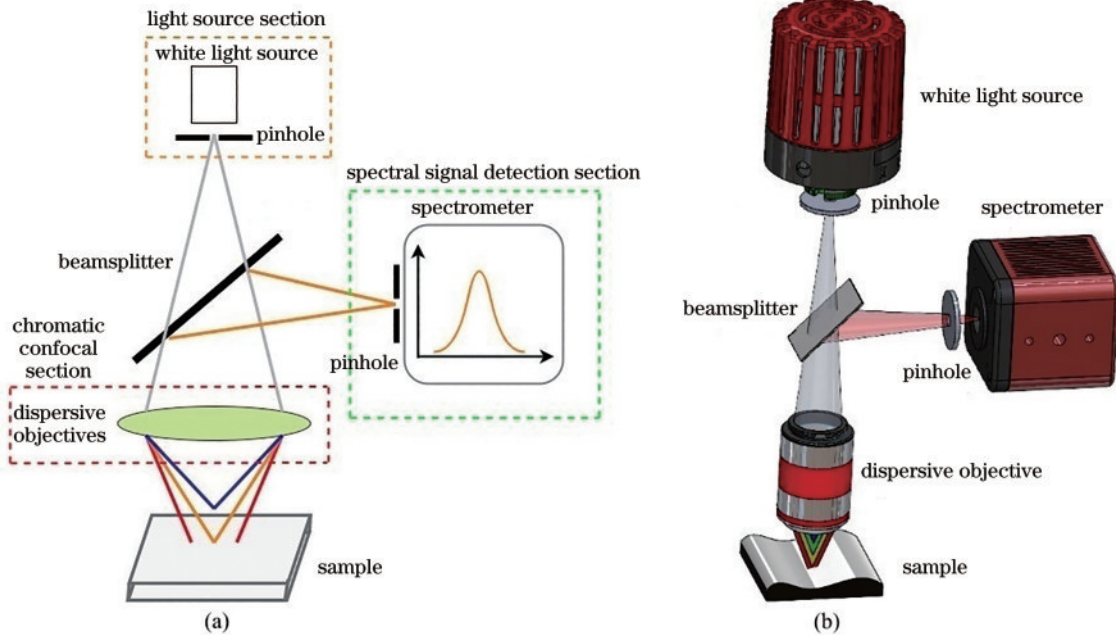 light source section
white light source
pinhole
spectral signal detection section
spectrometer
beamsplitter
chromatic
confocal
section
pinhole
dispersive
objectives
sample
(a)
white light source
pinhole
spectrometer
beamsplitter
pinhole
dispersive objective
sample
(b)